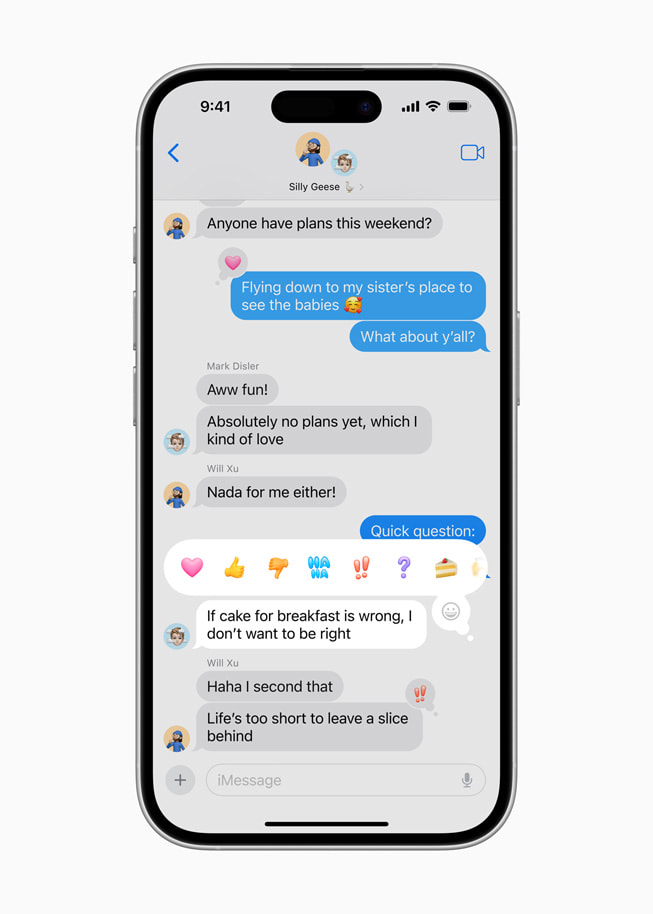 9:41
Silly Geese 🪿 >
Anyone have plans this weekend?
Flying down to my sister’s place to
see the babies 🥰
What about y’all?
Mark Disler
Aww fun!
Absolutely no plans yet, which I
kind of love
Will Xu
Nada for me either!
Quick question:
HA HA
!! ?
If cake for breakfast is wrong, I
don’t want to be right
Will Xu
Haha I second that
!!
Life’s too short to leave a slice
behind
+ iMessage